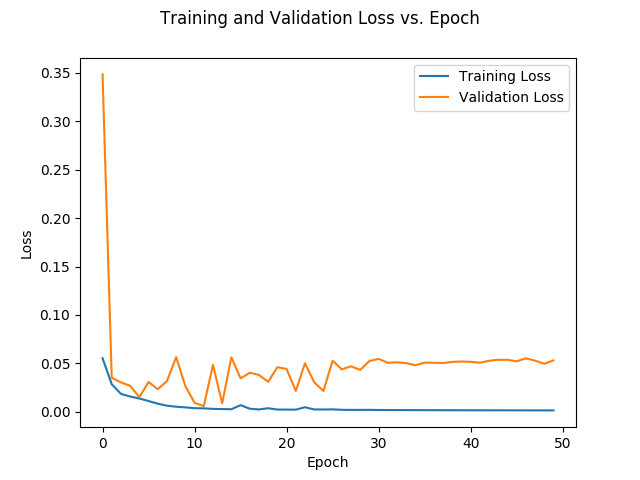 Training and Validation Loss vs. Epoch
Training Loss
Validation Loss
0.35
0.30
0.25
0.20
0.15
0.10
0.05
0.00
Loss
0 10 20 30 40 50
Epoch